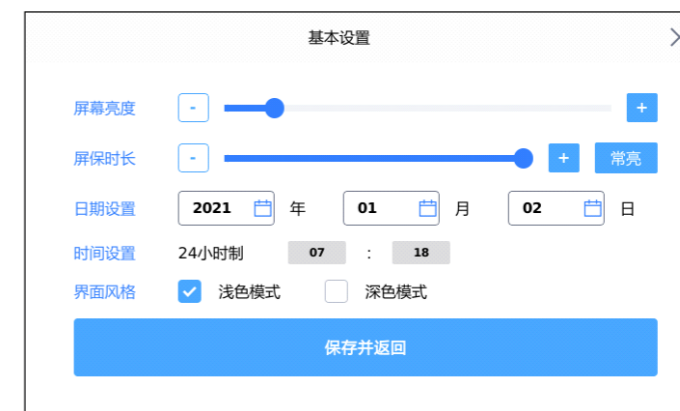 基本设置
屏幕亮度 - +
屏保时长 - + 常亮
日期设置 2021 年 01 月 02 日
时间设置 24小时制 07 : 18
界面风格 浅色模式 深色模式
保存并返回